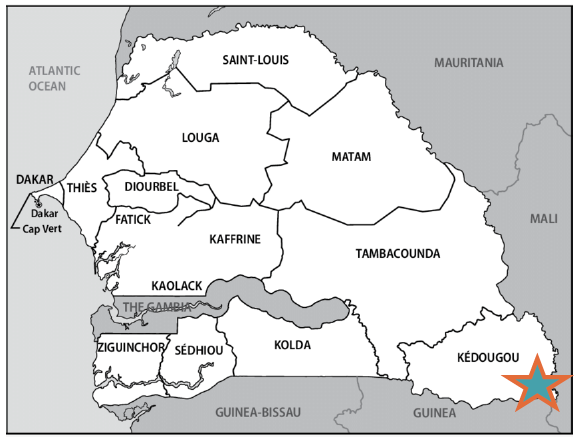 SAINT-LOUIS
MAURITANIA
ATLANTIC
OCEAN
LOUGA
MATAM
DAKAR
THIÈS
DIOURBEL
Dakar
Cap Vert
FATICK
MALI
KAFFRINE
TAMBACOUNDA
KAOLACK
THE GAMBIA
ZIGUINCHOR
SÉDHIOU
KOLDA
KÉDOUGOU
GUINEA-BISSAU
GUINEA